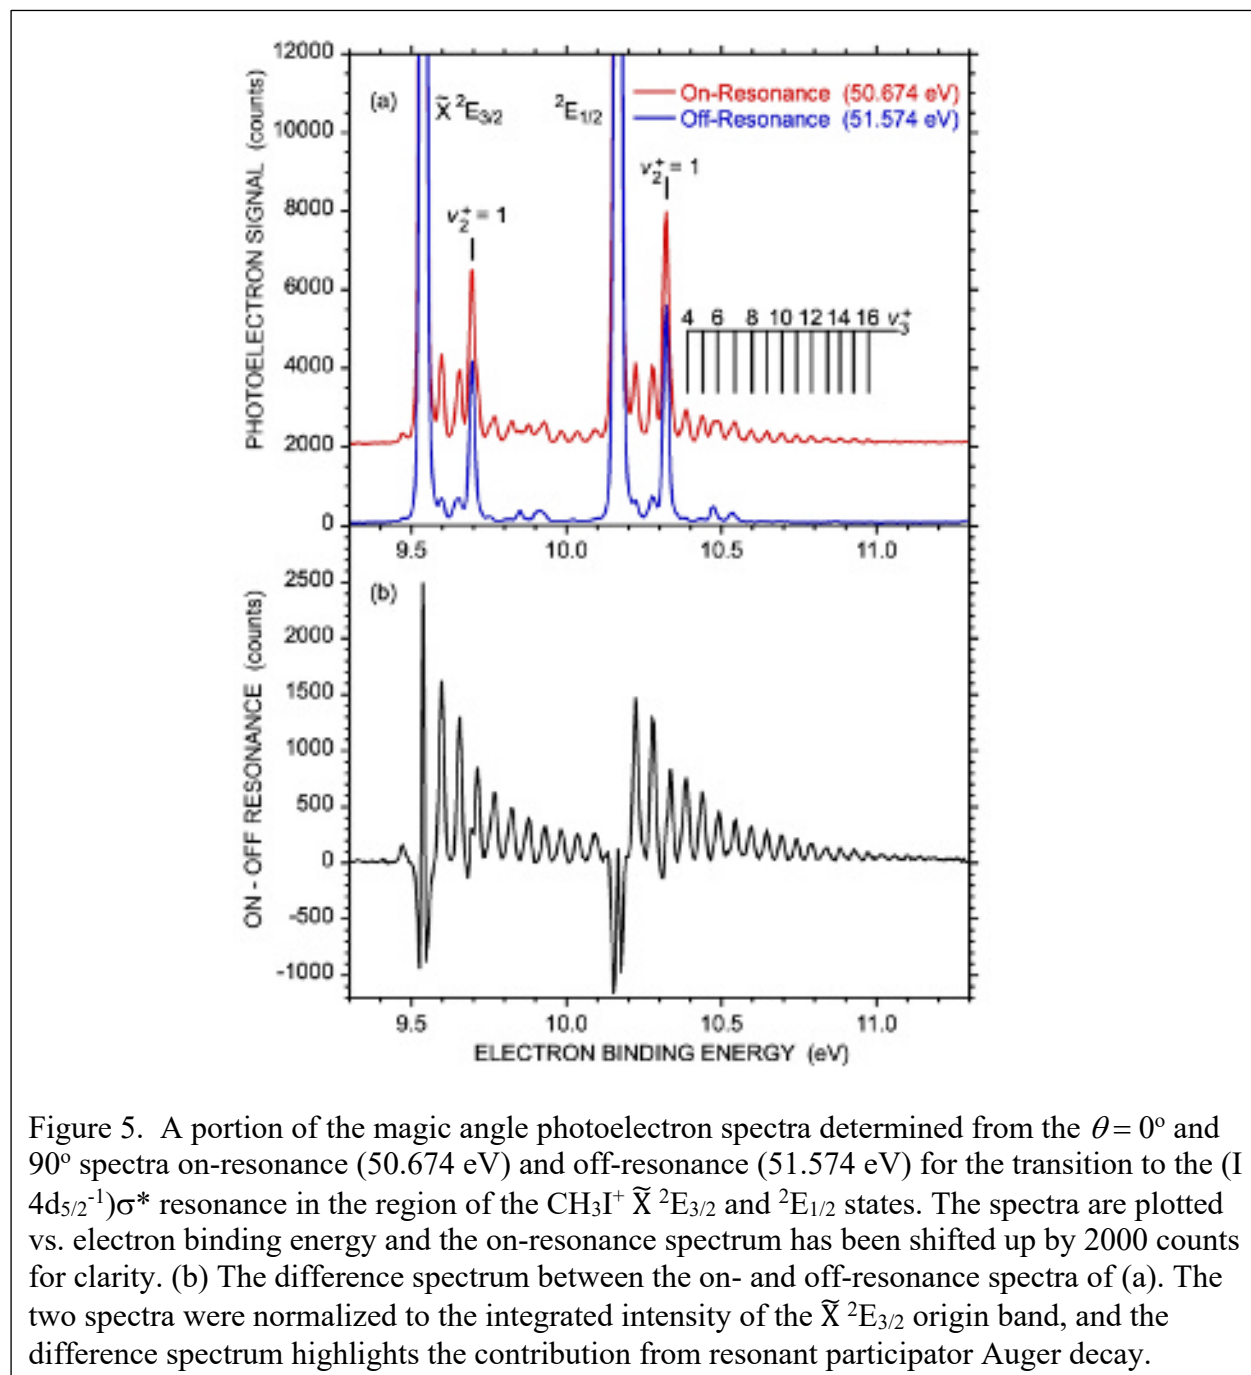 12000
10000
8000
6000
4000
2000
0
PHOTOELECTRON SIGNAL (counts)
(a)
X̃ ²E₃/₂
²E₁/₂
On-Resonance (50.674 eV)
Off-Resonance (51.574 eV)
v₂⁺ = 1
v₂⁺ = 1
4 6 8 10 12 14 16 v₃⁺
9.5 10.0 10.5 11.0
(b)
2500
2000
1500
1000
500
0
-500
-1000
ON - OFF RESONANCE (counts)
9.5 10.0 10.5 11.0
ELECTRON BINDING ENERGY (eV)
Figure 5. A portion of the magic angle photoelectron spectra determined from the θ = 0° and
90° spectra on-resonance (50.674 eV) and off-resonance (51.574 eV) for the transition to the (I
4d₅/₂⁻¹)σ* resonance in the region of the CH₃I⁺ X̃ ²E₃/₂ and ²E₁/₂ states. The spectra are plotted
vs. electron binding energy and the on-resonance spectrum has been shifted up by 2000 counts
for clarity. (b) The difference spectrum between the on- and off-resonance spectra of (a). The
two spectra were normalized to the integrated intensity of the X̃ ²E₃/₂ origin band, and the
difference spectrum highlights the contribution from resonant participator Auger decay.